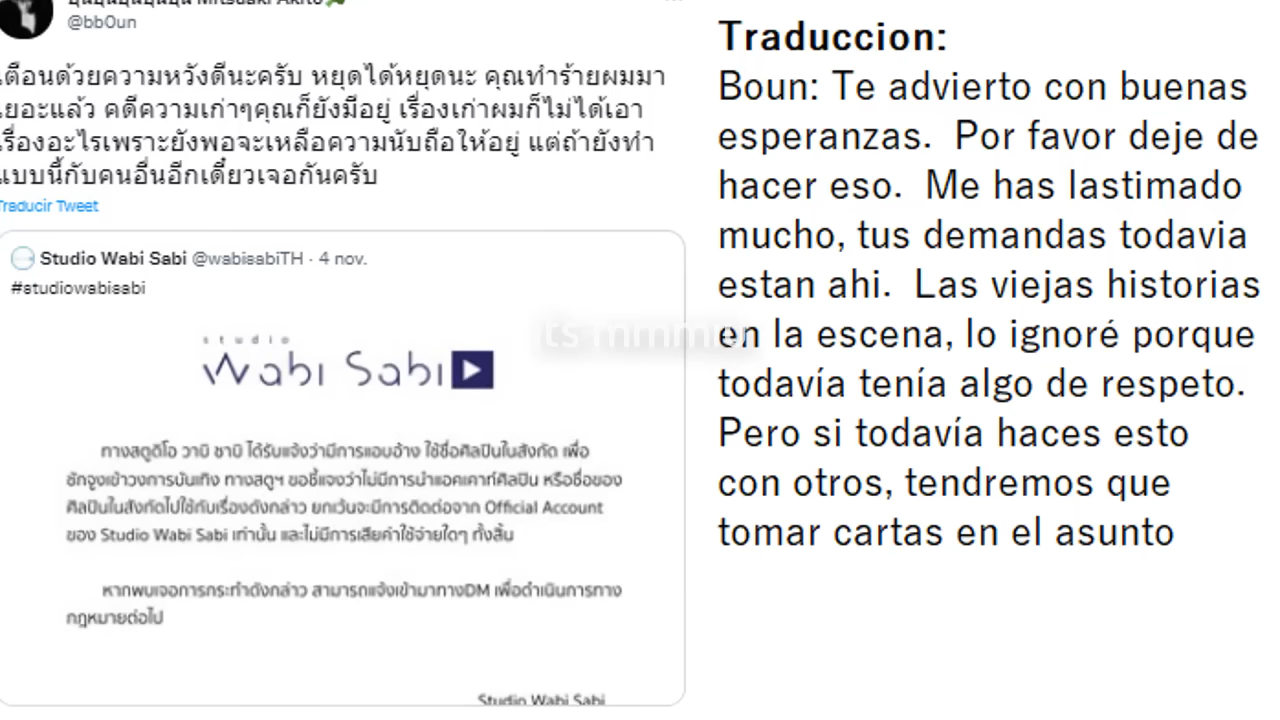 Mitsuaki Akito
@bb0un
เตือนด้วยความหวังดีนะครับ หยุดได้หยุดนะ คุณทำร้ายผมมา
เยอะแล้ว คดีความเก่าๆคุณก็ยังมีอยู่ เรื่องเก่าผมก็ไม่ได้เอา
เรื่องอะไรเพราะยังพอจะเหลือความนับถือให้อยู่ แต่ถ้ายังทำ
แบบนี้กับคนอื่นอีกเดี๋ยวเจอกันครับ
Traducir Tweet
Studio Wabi Sabi @wabisabiTH · 4 nov.
#studiowabisabi
studio
Wabi Sabi
ทางสตูดิโอ วาบิ ซาบิ ได้รับแจ้งว่ามีการแอบอ้าง ใช้ชื่อศิลปินในสังกัด เพื่อ
ชักจูงเข้าวงการบันเทิง ทางสตูฯ ขอชี้แจงว่าไม่มีการนำแอคเคาท์ศิลปิน หรือชื่อของ
ศิลปินในสังกัดไปใช้กับเรื่องดังกล่าว ยกเว้นจะมีการติดต่อจาก Official Account
ของ Studio Wabi Sabi เท่านั้น และไม่มีการเสียค่าใช้จ่ายใดๆ ทั้งสิ้น
หากพบเจอการกระทำดังกล่าว สามารถแจ้งเข้ามาทางDM เพื่อดำเนินการทาง
กฎหมายต่อไป
Studio Wabi Sabi
Traduccion:
Boun: Te advierto con buenas
esperanzas. Por favor deje de
hacer eso. Me has lastimado
mucho, tus demandas todavia
estan ahi. Las viejas historias
en la escena, lo ignoré porque
todavía tenía algo de respeto.
Pero si todavía haces esto
con otros, tendremos que
tomar cartas en el asunto